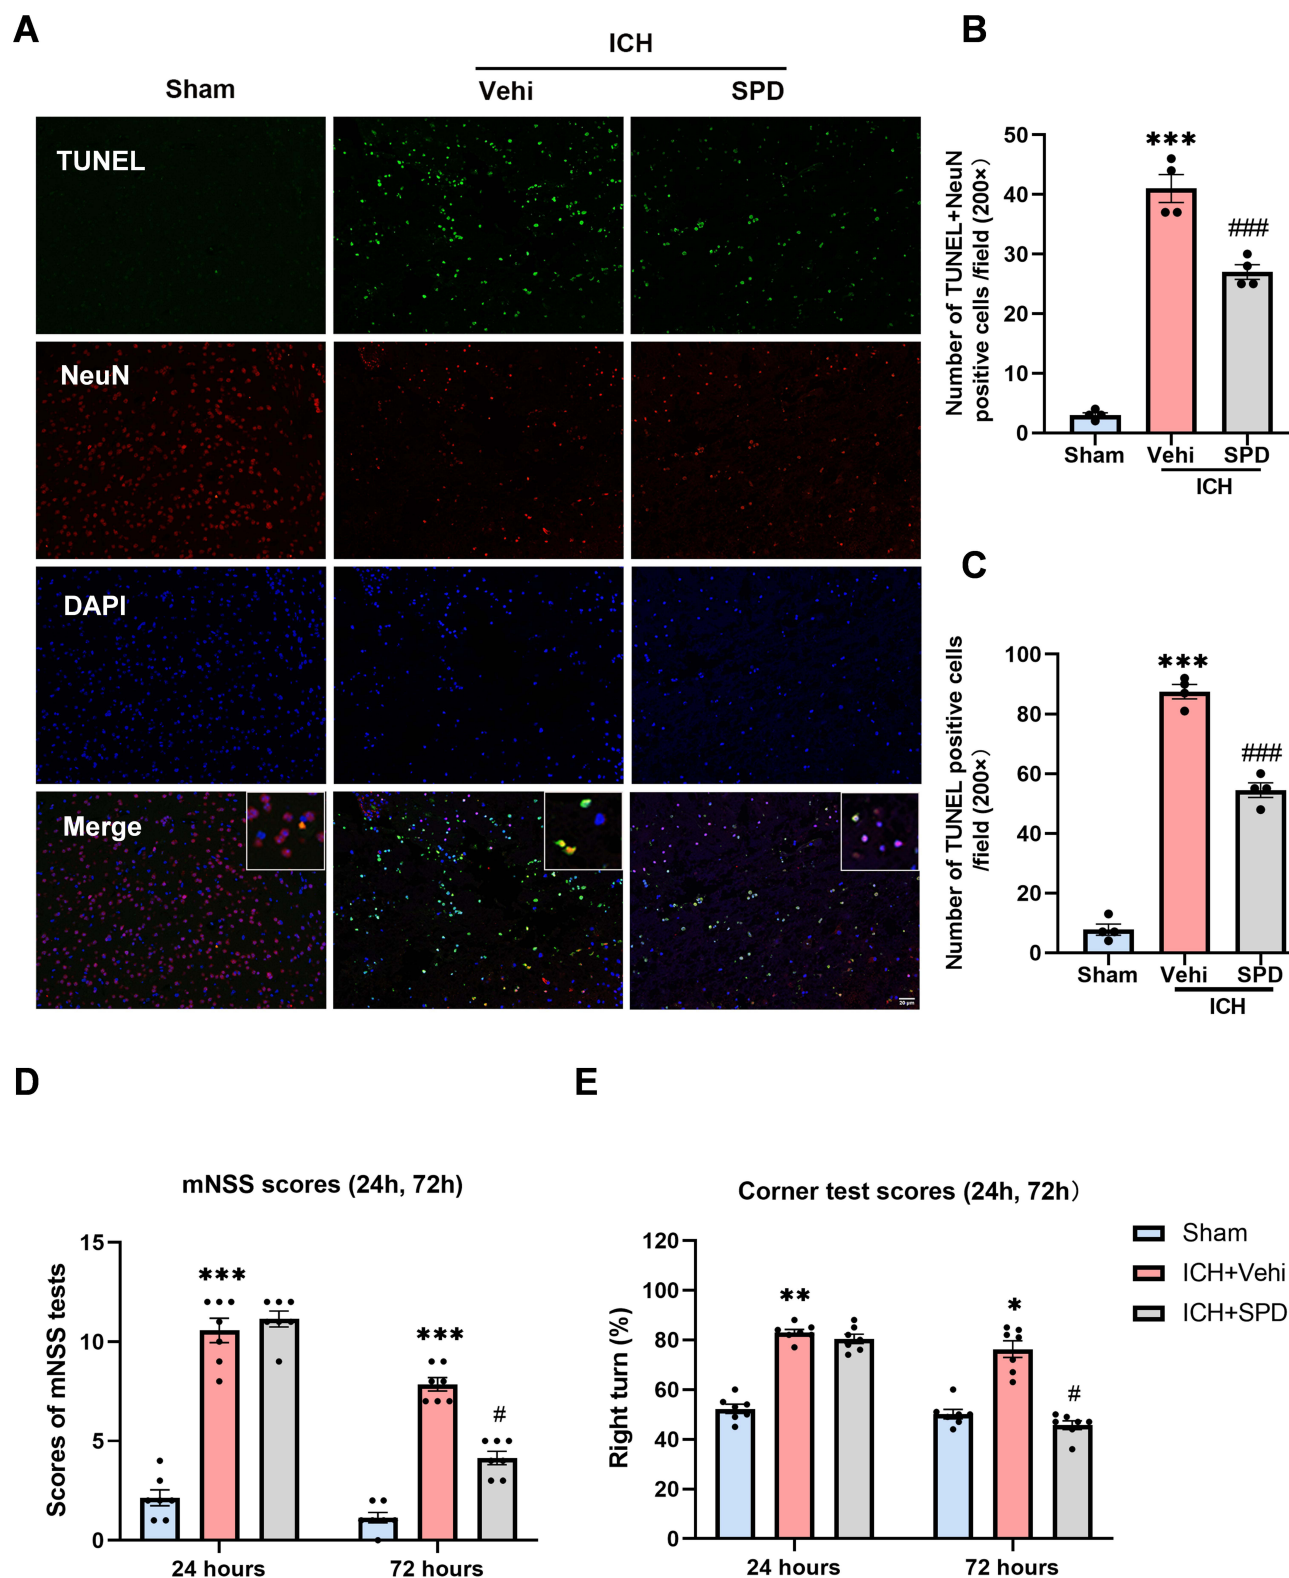 A
ICH
Sham
Vehi
SPD
TUNEL
NeuN
DAPI
Merge
20 μm
B
Number of TUNEL+NeuN
positive cells /field (200×）
50
40
30
20
10
0
***
###
Sham
Vehi
SPD
ICH
C
Number of TUNEL positive cells
/field (200×）
100
80
60
40
20
0
***
###
Sham
Vehi
SPD
ICH
D
mNSS scores (24h, 72h)
Scores of mNSS tests
15
10
5
0
***
***
#
24 hours
72 hours
E
Corner test scores (24h, 72h）
Right turn (%)
120
100
80
60
40
20
0
**
*
#
24 hours
72 hours
Sham
ICH+Vehi
ICH+SPD